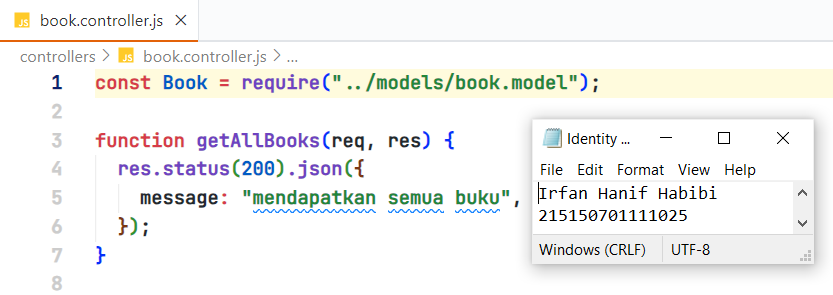 JS book.controller.js ×
controllers > JS book.controller.js > ...
1 const Book = require("../models/book.model");
2
3 function getAllBooks(req, res) {
4   res.status(200).json({
5     message: "mendapatkan semua buku",
6   });
7 }
8
Identity ...
File Edit Format View Help
Irfan Hanif Habibi
215150701111025
Windows (CRLF) UTF-8